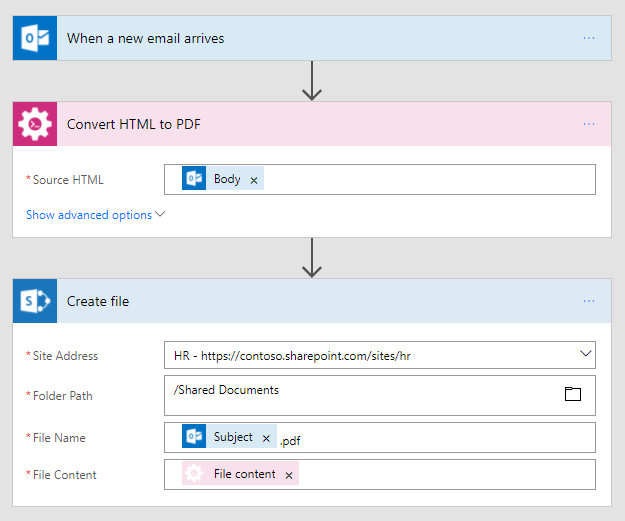 When a new email arrives ...
Convert HTML to PDF ...
* Source HTML Body ×
Show advanced options
Create file ...
* Site Address HR - https://contoso.sharepoint.com/sites/hr
* Folder Path /Shared Documents
* File Name Subject × .pdf
* File Content File content ×